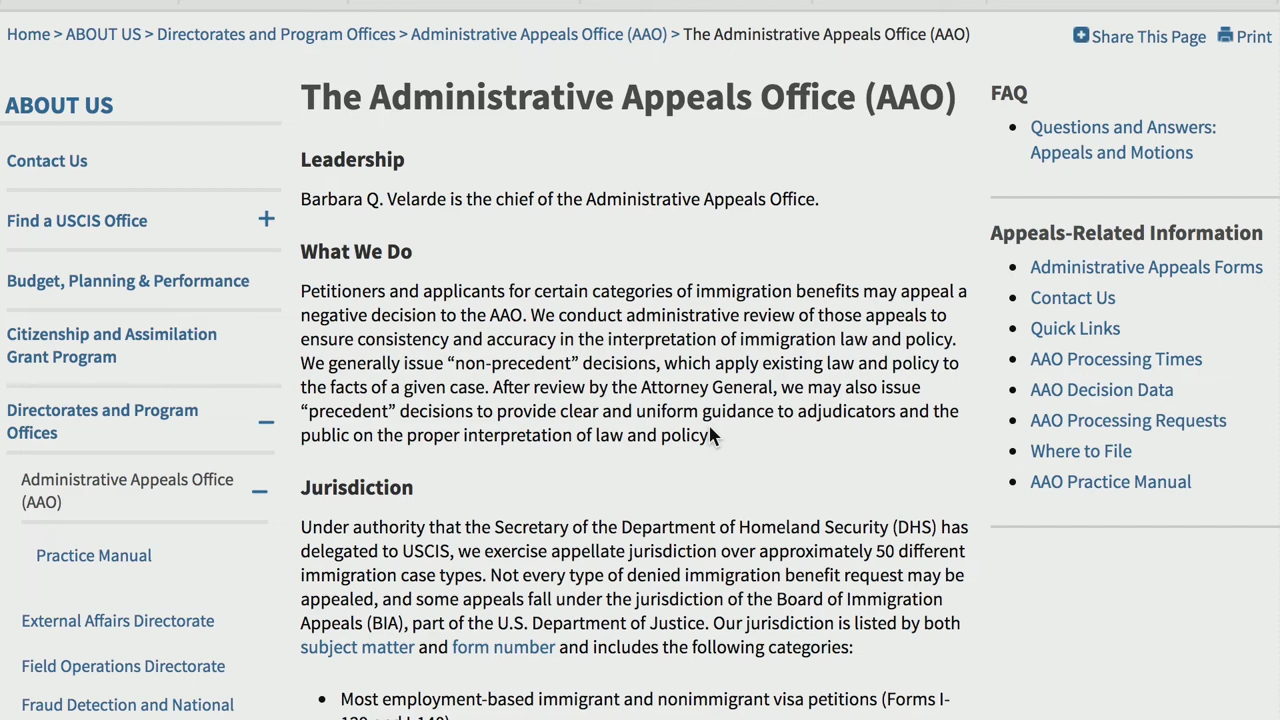 Home > ABOUT US > Directorates and Program Offices > Administrative Appeals Office (AAO) > The Administrative Appeals Office (AAO)
Share This Page Print
ABOUT US
Contact Us
Find a USCIS Office
Budget, Planning & Performance
Citizenship and Assimilation
Grant Program
Directorates and Program
Offices
Administrative Appeals Office
(AAO)
Practice Manual
External Affairs Directorate
Field Operations Directorate
Fraud Detection and National
The Administrative Appeals Office (AAO)
Leadership
Barbara Q. Velarde is the chief of the Administrative Appeals Office.
What We Do
Petitioners and applicants for certain categories of immigration benefits may appeal a
negative decision to the AAO. We conduct administrative review of those appeals to
ensure consistency and accuracy in the interpretation of immigration law and policy.
We generally issue “non-precedent” decisions, which apply existing law and policy to
the facts of a given case. After review by the Attorney General, we may also issue
“precedent” decisions to provide clear and uniform guidance to adjudicators and the
public on the proper interpretation of law and policy
Jurisdiction
Under authority that the Secretary of the Department of Homeland Security (DHS) has
delegated to USCIS, we exercise appellate jurisdiction over approximately 50 different
immigration case types. Not every type of denied immigration benefit request may be
appealed, and some appeals fall under the jurisdiction of the Board of Immigration
Appeals (BIA), part of the U.S. Department of Justice. Our jurisdiction is listed by both
subject matter and form number and includes the following categories:
• Most employment-based immigrant and nonimmigrant visa petitions (Forms I-
FAQ
• Questions and Answers:
Appeals and Motions
Appeals-Related Information
• Administrative Appeals Forms
• Contact Us
• Quick Links
• AAO Processing Times
• AAO Decision Data
• AAO Processing Requests
• Where to File
• AAO Practice Manual